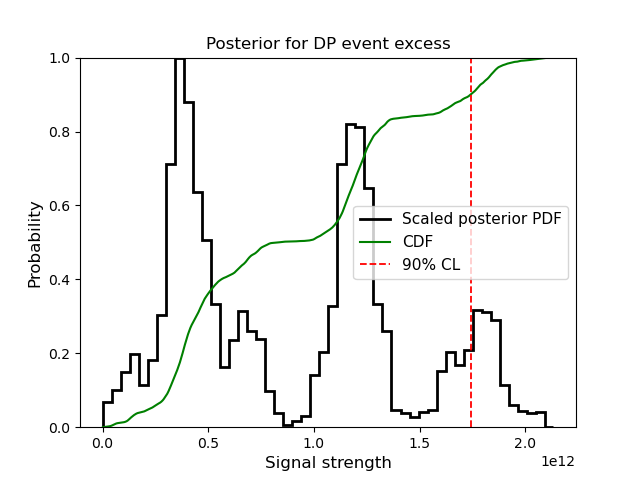 Posterior for DP event excess
Probability
1.0
0.8
0.6
0.4
0.2
0.0
Scaled posterior PDF
CDF
90% CL
0.0 0.5 1.0 1.5 2.0
1e12
Signal strength